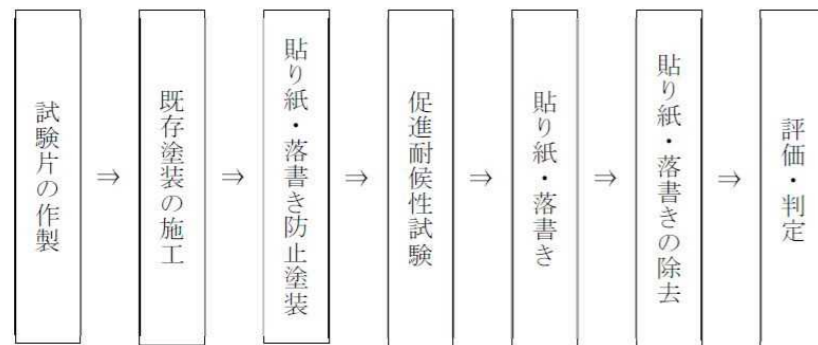 試験片の作製
⇒
既存塗装の施工
⇒
貼り紙・落書き防止塗装
⇒
促進耐候性試験
⇒
貼り紙・落書き
⇒
貼り紙・落書きの除去
⇒
評価・判定